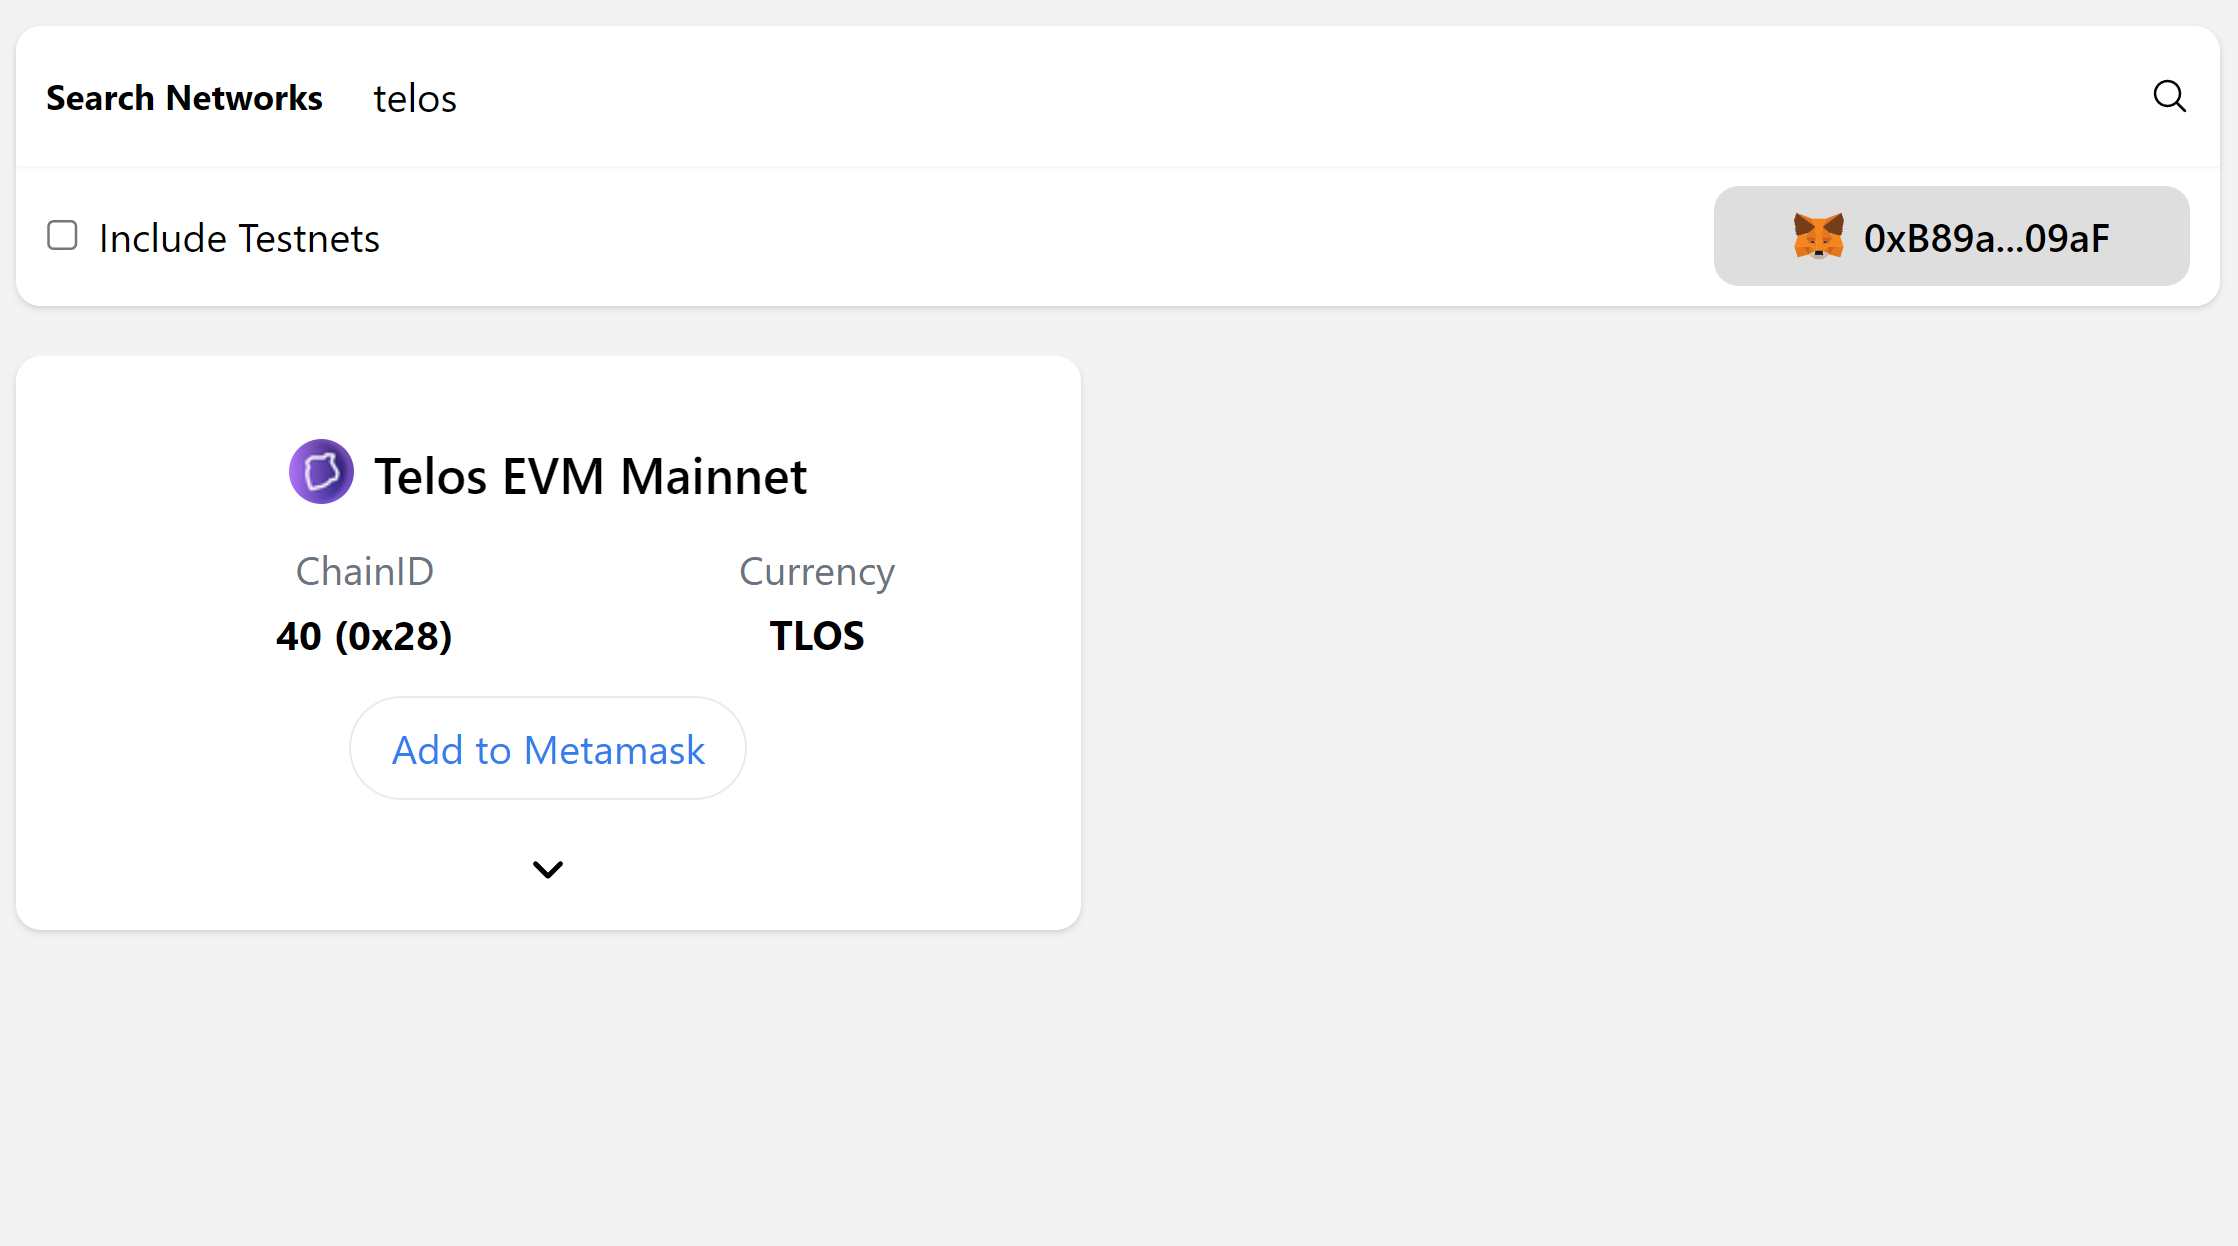 Search Networks telos
Include Testnets
0xB89a...09aF
Telos EVM Mainnet
ChainID Currency
40 (0x28) TLOS
Add to Metamask